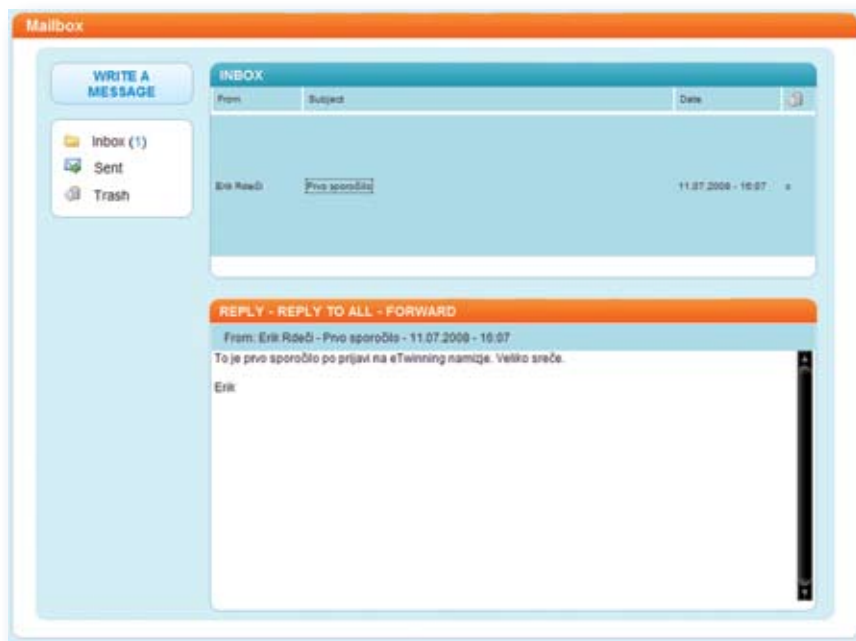 Mailbox
WRITE A
MESSAGE
Inbox (1)
Sent
Trash
INBOX
From Subject Date
Erik Rdeči Prvo sporočilo 11.07.2008 - 16:07 x
REPLY - REPLY TO ALL - FORWARD
From: Erik Rdeči - Prvo sporočilo - 11.07.2008 - 16:07
To je prvo sporočilo po prijavi na eTwinning namizje. Veliko sreče.
Erik